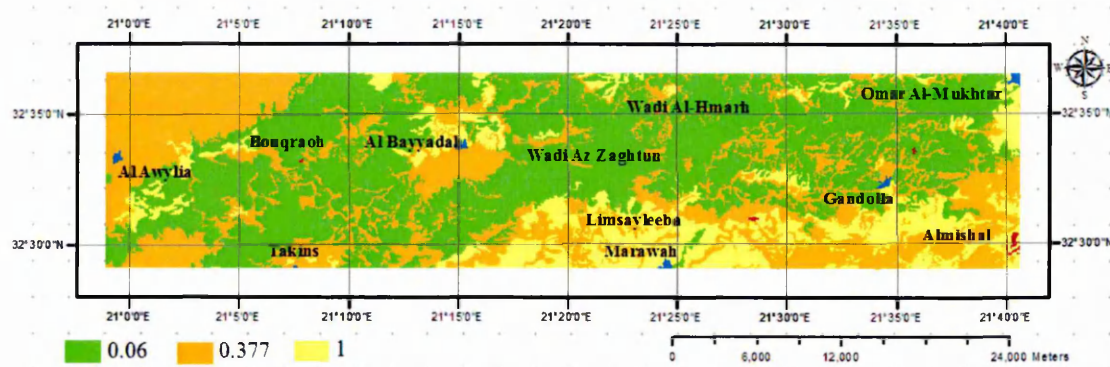 21°0'0"E 21°5'0"E 21°10'0"E 21°15'0"E 21°20'0"E 21°25'0"E 21°30'0"E 21°35'0"E 21°40'0"E
N
W E
S
Omar Al-Mukhtar
Wadi Al-Hmarh
32°35'0"N 32°35'0"N
Bouqraoh Al Bayyadal
Wadi Az Zaghtun
Al Awylia
Gandolla
Limsayleeba
Almishal
32°30'0"N 32°30'0"N
Takins Marawah
21°0'0"E 21°5'0"E 21°10'0"E 21°15'0"E 21°20'0"E 21°25'0"E 21°30'0"E 21°35'0"E 21°40'0"E
0.06 0.377 1
0 6,000 12,000 24,000 Meters